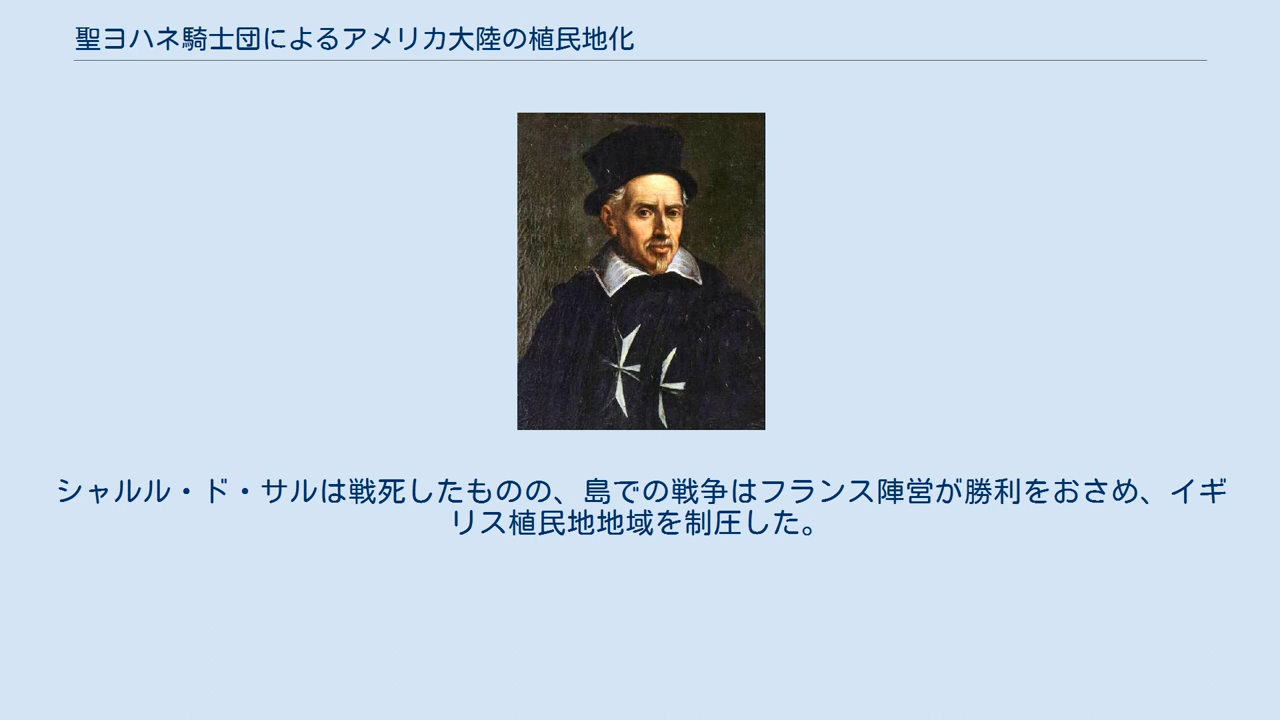 聖ヨハネ騎士団によるアメリカ大陸の植民地化
シャルル・ド・サルは戦死したものの、島での戦争はフランス陣営が勝利をおさめ、イギ
リス植民地地域を制圧した。